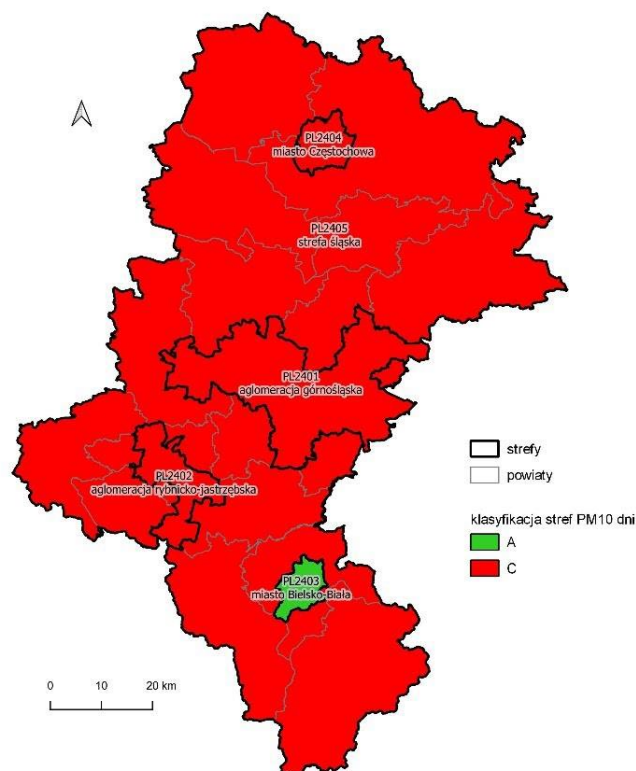 PL2404
miasto Częstochowa
PL2405
strefa śląska
PL2401
aglomeracja górnośląska
PL2402
aglomeracja rybnicko-jastrzębska
PL2403
miasto Bielsko-Biała
strefy
powiaty
klasyfikacja stref PM10 dni
A
C
0 10 20 km